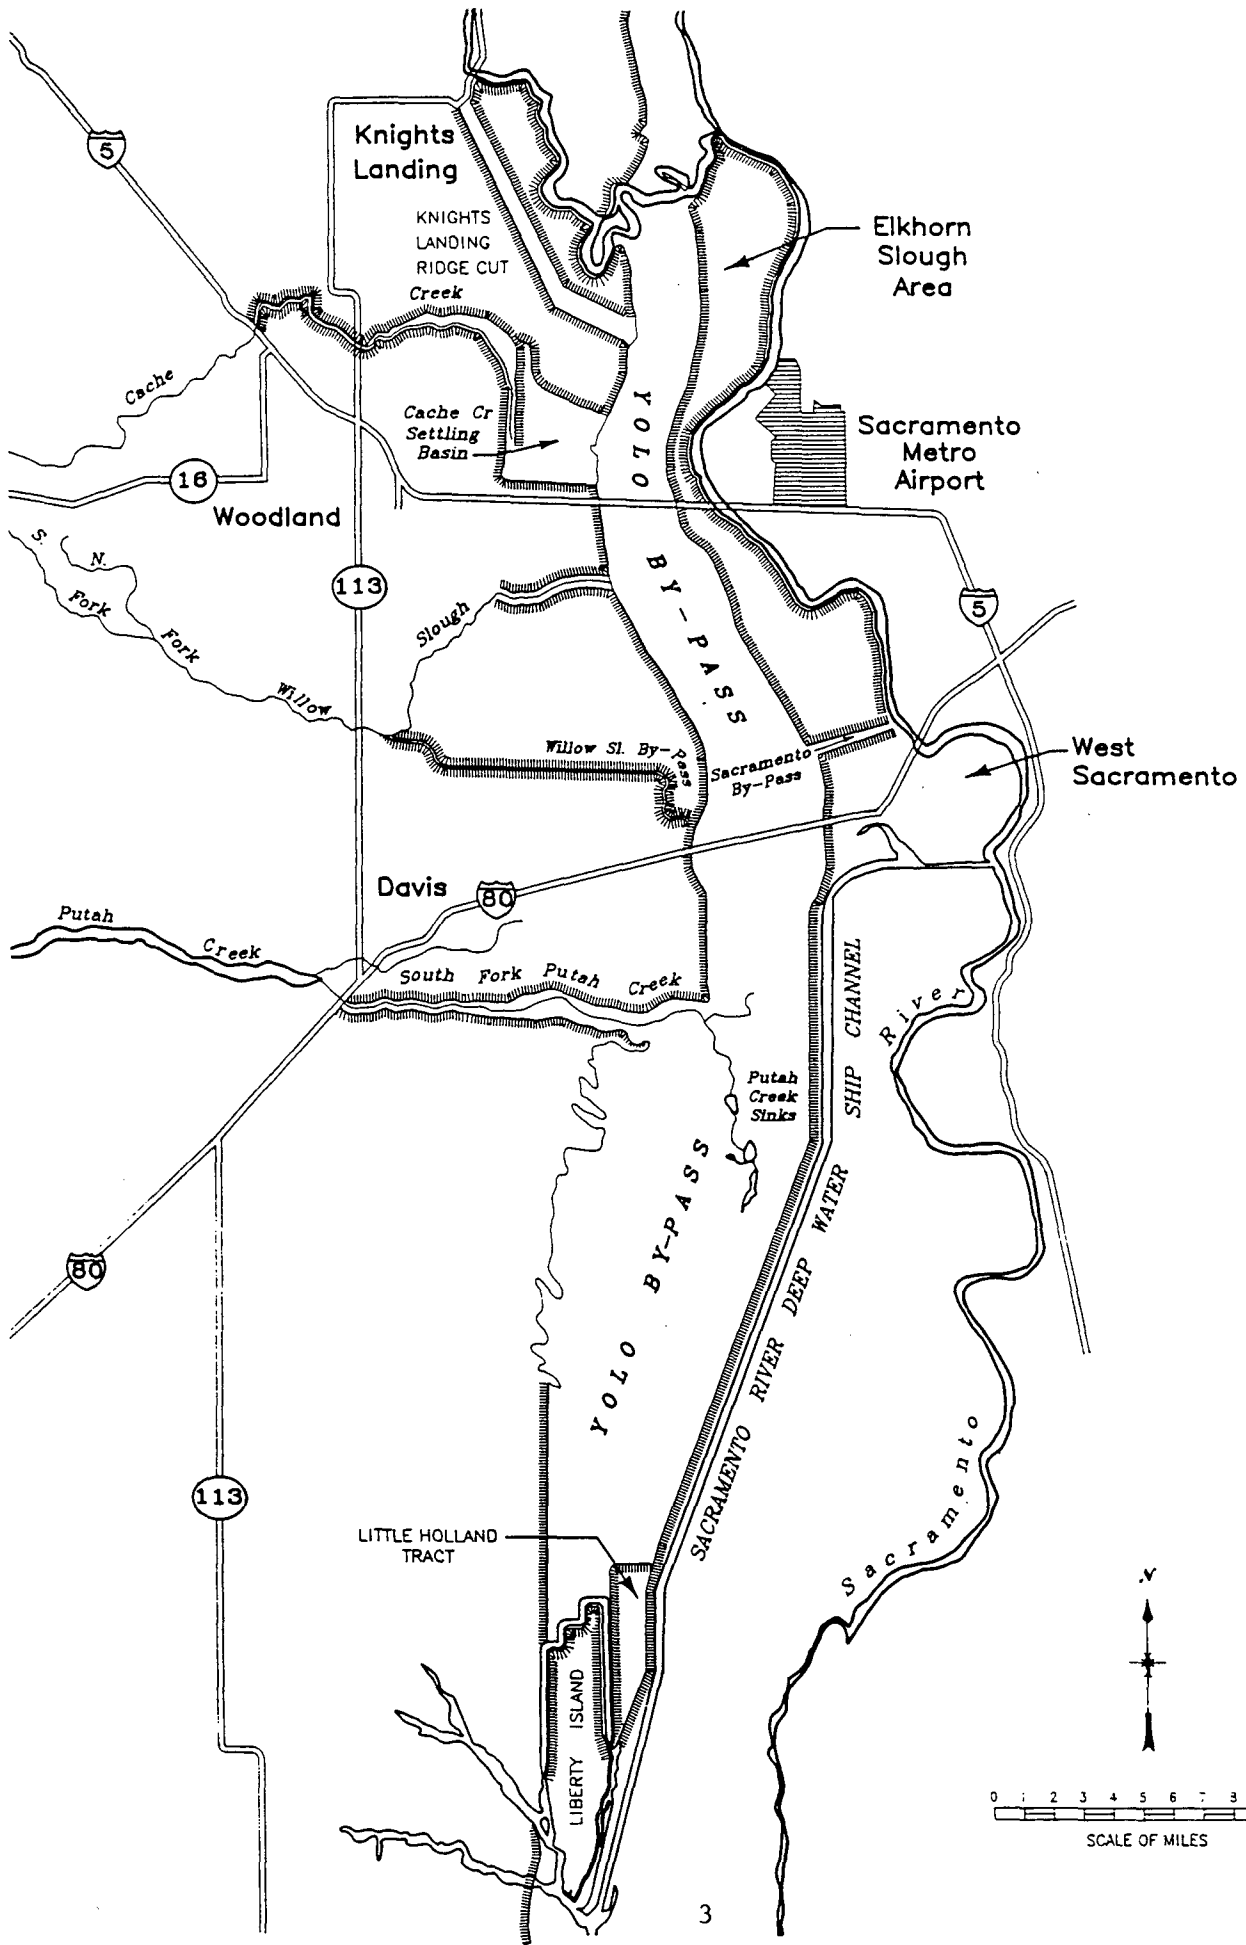 5
Knights
Landing
KNIGHTS
LANDING
RIDGE CUT
Elkhorn
Slough
Area
Creek
Cache
YOLO
Cache Cr
Settling
Basin
Sacramento
Metro
Airport
16
Woodland
S.
Fork
N.
Fork
113
BY-PASS
5
Slough
Willow
Willow Sl. By-Pass
Sacramento
By-Pass
West
Sacramento
Davis
80
Putah
Creek
South Fork Putah Creek
River
SHIP CHANNEL
Putah
Creek
Sinks
YOLO BY-PASS
SACRAMENTO RIVER DEEP WATER
80
113
Sacramento
LITTLE HOLLAND
TRACT
LIBERTY ISLAND
N.
0 1 2 3 4 5 6 7 8
SCALE OF MILES
3